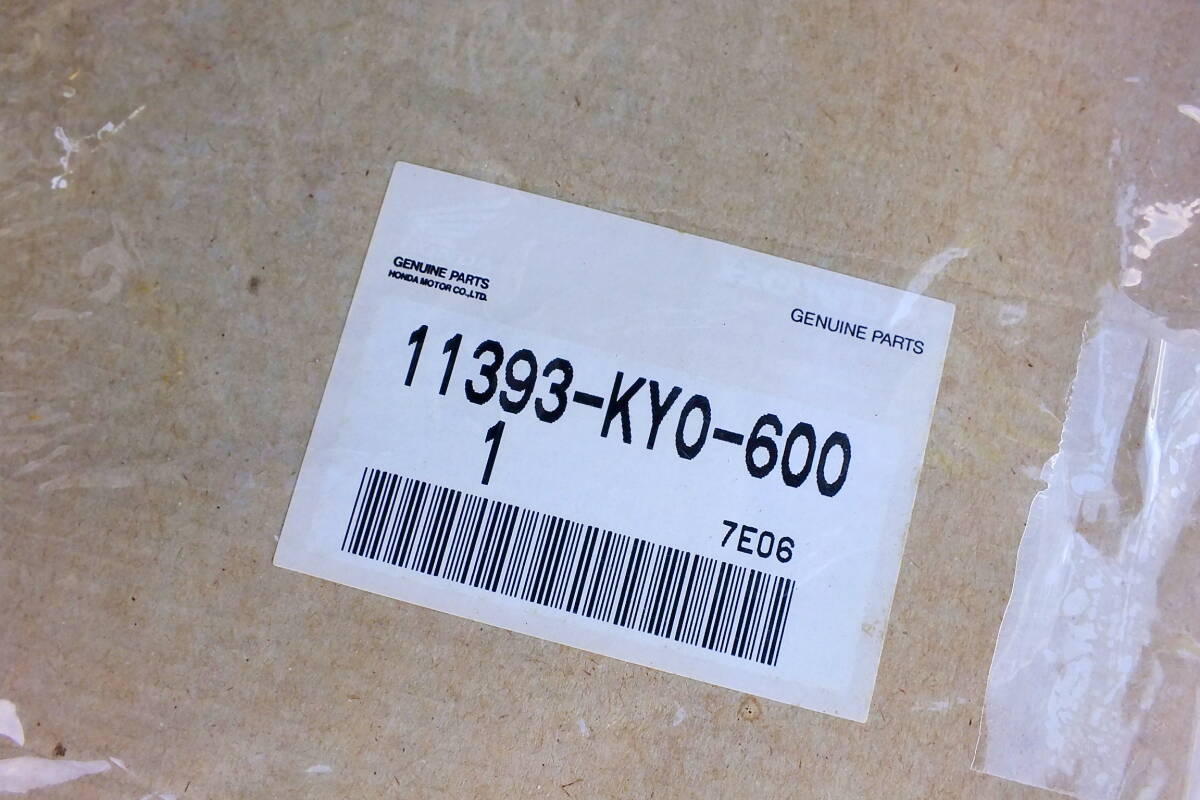 GENUINE PARTS
HONDA MOTOR CO.,LTD.
GENUINE PARTS
11393-KY0-600
1
7E06